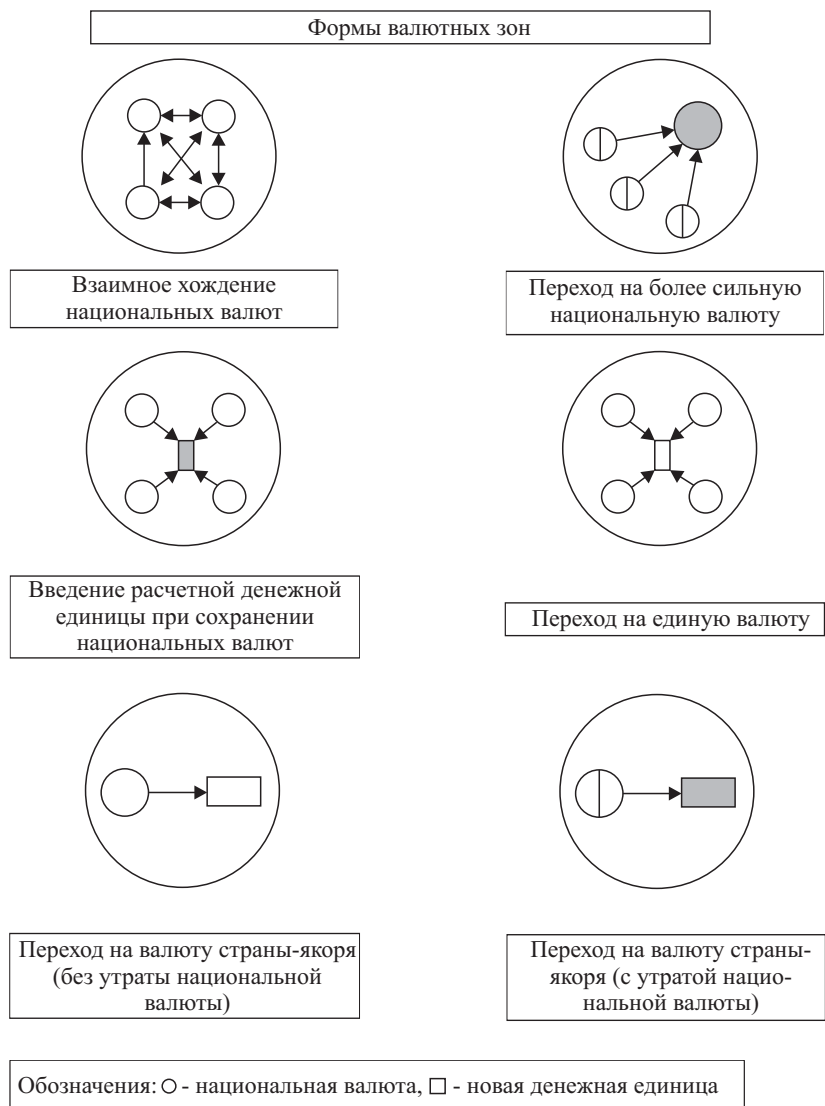 Формы валютных зон
Взаимное хождение
национальных валют
Переход на более сильную
национальную валюту
Введение расчетной денежной
единицы при сохранении
национальных валют
Переход на единую валюту
Переход на валюту страны-якоря
(без утраты национальной
валюты)
Переход на валюту страны-
якоря (с утратой нацио-
нальной валюты)
Обозначения: ○ - национальная валюта, □ - новая денежная единица